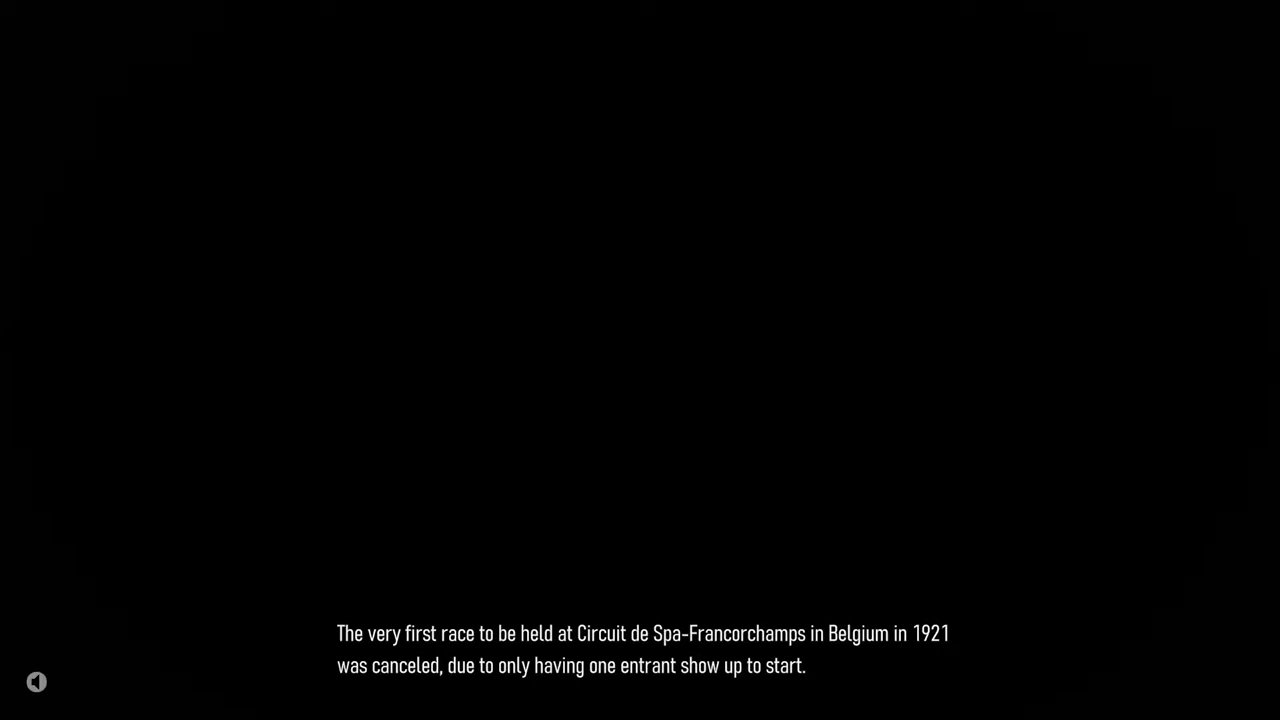 The very first race to be held at Circuit de Spa-Francorchamps in Belgium in 1921
was canceled, due to only having one entrant show up to start.